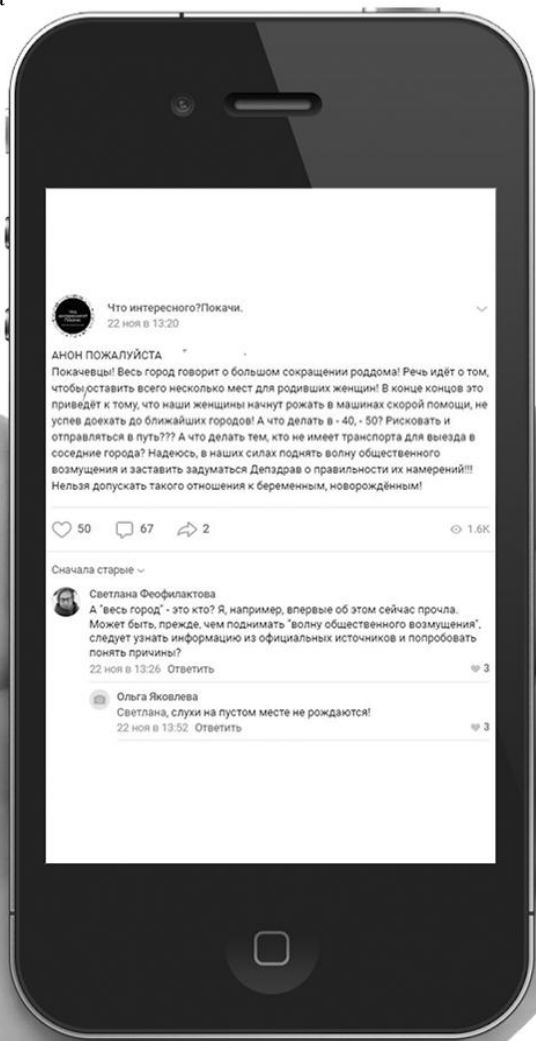 Что интересного?Покачи.
22 ноя в 13:20
АНОН ПОЖАЛУЙСТА
Покачевцы! Весь город говорит о большом сокращении роддома! Речь идёт о том,
чтобы оставить всего несколько мест для родивших женщин! В конце концов это
приведёт к тому, что наши женщины начнут рожать в машинах скорой помощи, не
успев доехать до ближайших городов! А что делать в - 40, - 50? Рисковать и
отправляться в путь??? А что делать тем, кто не имеет транспорта для выезда в
соседние города? Надеюсь, в наших силах поднять волну общественного
возмущения и заставить задуматься Депздрав о правильности их намерений!!!
Нельзя допускать такого отношения к беременным, новорождённым!
50 67 2 1.6K
Сначала старые
Светлана Феофилактова
А "весь город" - это кто? Я, например, впервые об этом сейчас прочла.
Может быть, прежде, чем поднимать "волну общественного возмущения",
следует узнать информацию из официальных источников и попробовать
понять причины?
22 ноя в 13:26 Ответить 3
Ольга Яковлева
Светлана, слухи на пустом месте не рождаются!
22 ноя в 13:52 Ответить 3